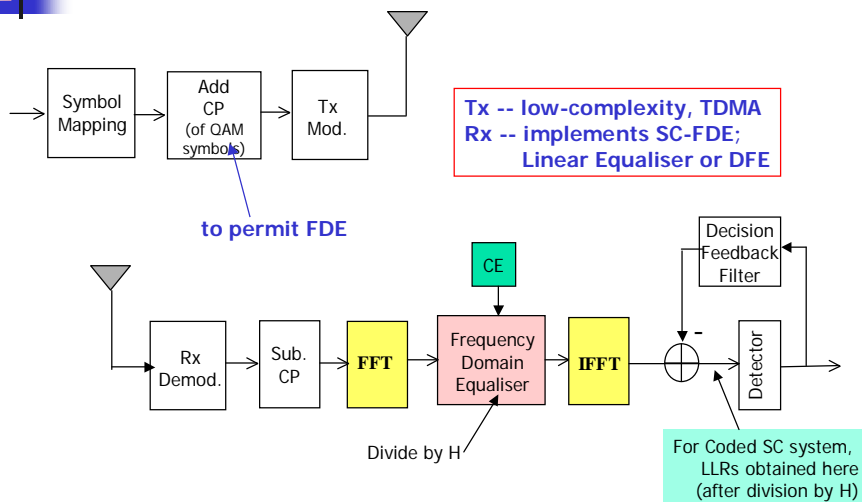 Symbol
Mapping
Add
CP
(of QAM
symbols)
Tx
Mod.
Tx -- low-complexity, TDMA
Rx -- implements SC-FDE;
Linear Equaliser or DFE
to permit FDE
Decision
Feedback
Filter
CE
-
Rx
Demod.
Sub.
CP
FFT
Frequency
Domain
Equaliser
IFFT
Detector
Divide by H
For Coded SC system,
LLRs obtained here
(after division by H)